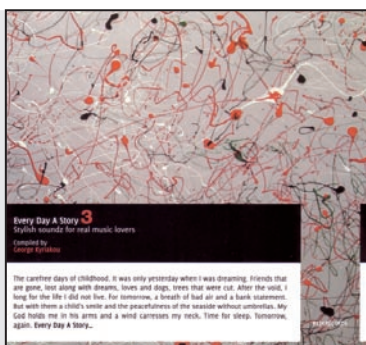 Every Day A Story 3
Stylish soundz for real music lovers
Compiled by
George Kyriakou
The carefree days of childhood. It was only yesterday when I was dreaming. Friends that
are gone, lost along with dreams, loves and dogs, trees that were cut. After the void, I
long for the life I did not live. For tomorrow, a breath of bad air and a bank statement.
But with them a child's smile and the peacefulness of the seaside without umbrellas. My
God holds me in his arms and a wind carresses my neck. Time for sleep. Tomorrow,
again. Every Day A Story...